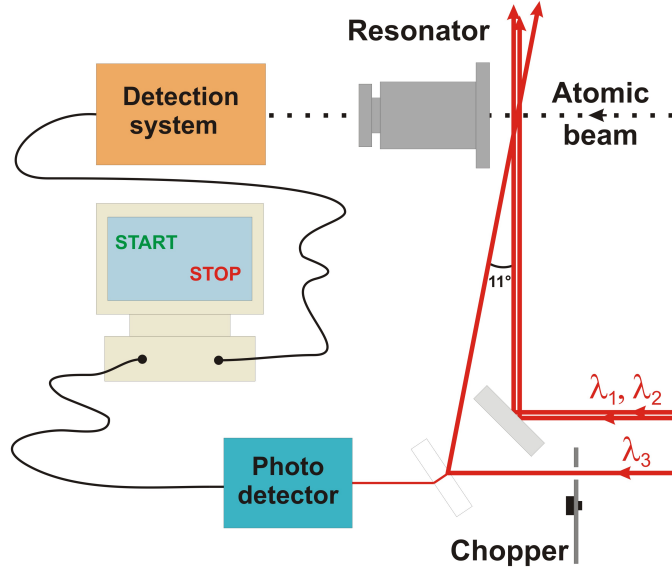 Resonator
Detection
system
Atomic
beam
START
STOP
11°
λ1, λ2
λ3
Photo
detector
Chopper